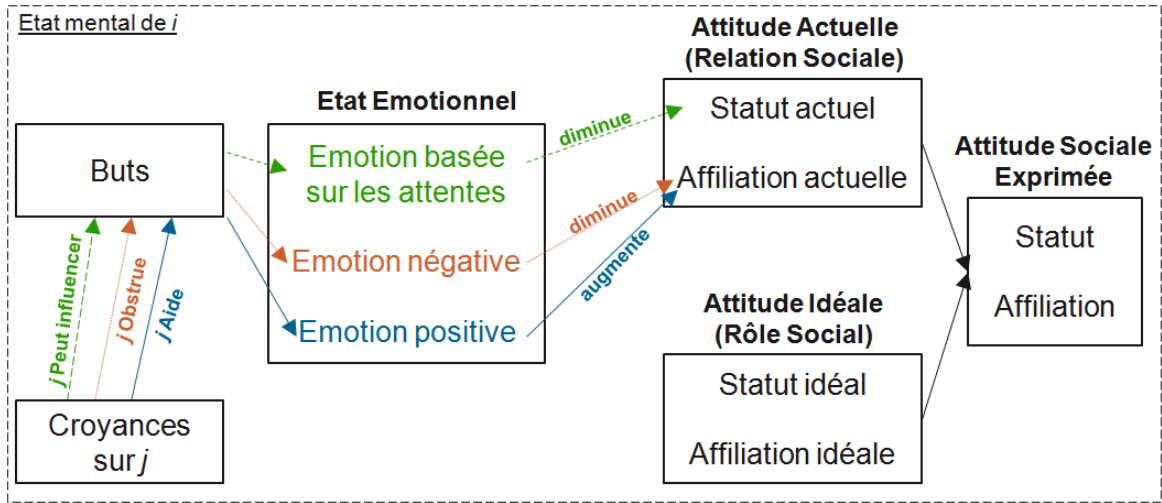 Etat mental de i
Buts
j Peut influencer
j Obstrue
j Aide
Croyances
sur j
Etat Emotionnel
Emotion basée
sur les attentes
Emotion négative
Emotion positive
diminue
diminue
augmente
Attitude Actuelle
(Relation Sociale)
Statut actuel
Affiliation actuelle
Attitude Idéale
(Rôle Social)
Statut idéal
Affiliation idéale
Attitude Sociale
Exprimée
Statut
Affiliation